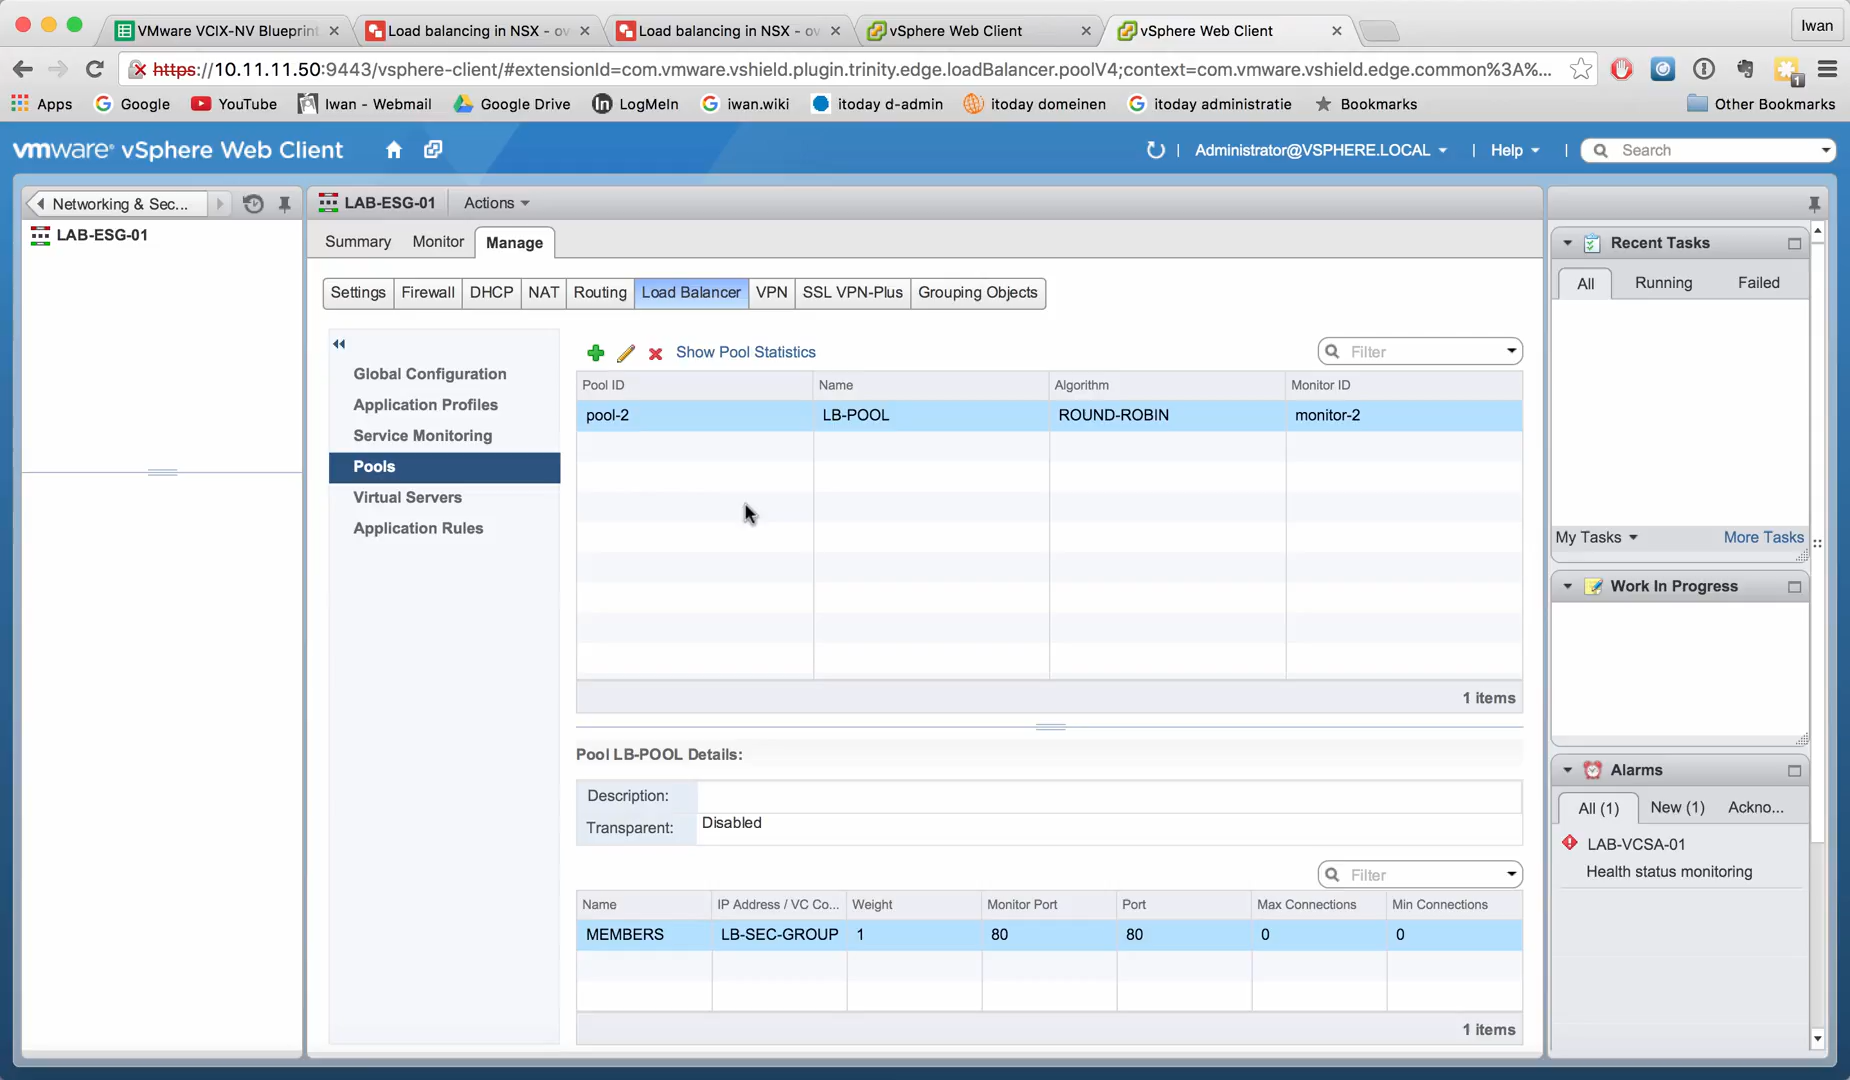 VMware VCIX-NV Blueprint
Load balancing in NSX - ov
Load balancing in NSX - ov
vSphere Web Client
vSphere Web Client
Iwan
https://10.11.11.50:9443/vsphere-client/#extensionId=com.vmware.vshield.plugin.trinity.edge.loadBalancer.poolV4;context=com.vmware.vshield.edge.common%3A%...
Apps
Google
YouTube
Iwan - Webmail
Google Drive
LogMeIn
iwan.wiki
itoday d-admin
itoday domeinen
itoday administratie
Bookmarks
Other Bookmarks
vmware® vSphere Web Client
Administrator@VSPHERE.LOCAL
Help
Search
Networking & Sec...
LAB-ESG-01
LAB-ESG-01
Actions
Summary
Monitor
Manage
Settings
Firewall
DHCP
NAT
Routing
Load Balancer
VPN
SSL VPN-Plus
Grouping Objects
Global Configuration
Application Profiles
Service Monitoring
Pools
Virtual Servers
Application Rules
Show Pool Statistics
Filter
Pool ID Name Algorithm Monitor ID
pool-2 LB-POOL ROUND-ROBIN monitor-2
1 items
Pool LB-POOL Details:
Description:
Transparent: Disabled
Filter
Name IP Address / VC Co... Weight Monitor Port Port Max Connections Min Connections
MEMBERS LB-SEC-GROUP 1 80 80 0 0
1 items
Recent Tasks
All Running Failed
My Tasks More Tasks
Work In Progress
Alarms
All (1) New (1) Ackno...
LAB-VCSA-01
Health status monitoring